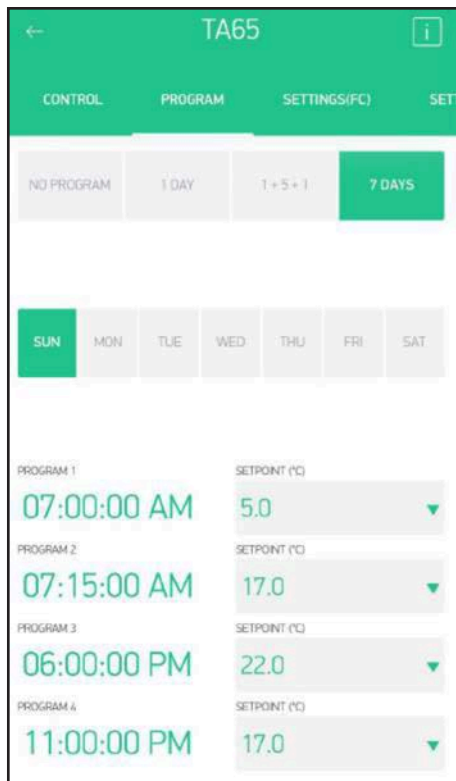 ← TA65 i
CONTROL PROGRAM SETTINGS(FC) SET
NO PROGRAM 1 DAY 1 + 5 + 1 7 DAYS
SUN MON TUE WED THU FRI SAT
PROGRAM 1 SETPOINT (°C)
07:00:00 AM 5.0
PROGRAM 2 SETPOINT (°C)
07:15:00 AM 17.0
PROGRAM 3 SETPOINT (°C)
06:00:00 PM 22.0
PROGRAM 4 SETPOINT (°C)
11:00:00 PM 17.0